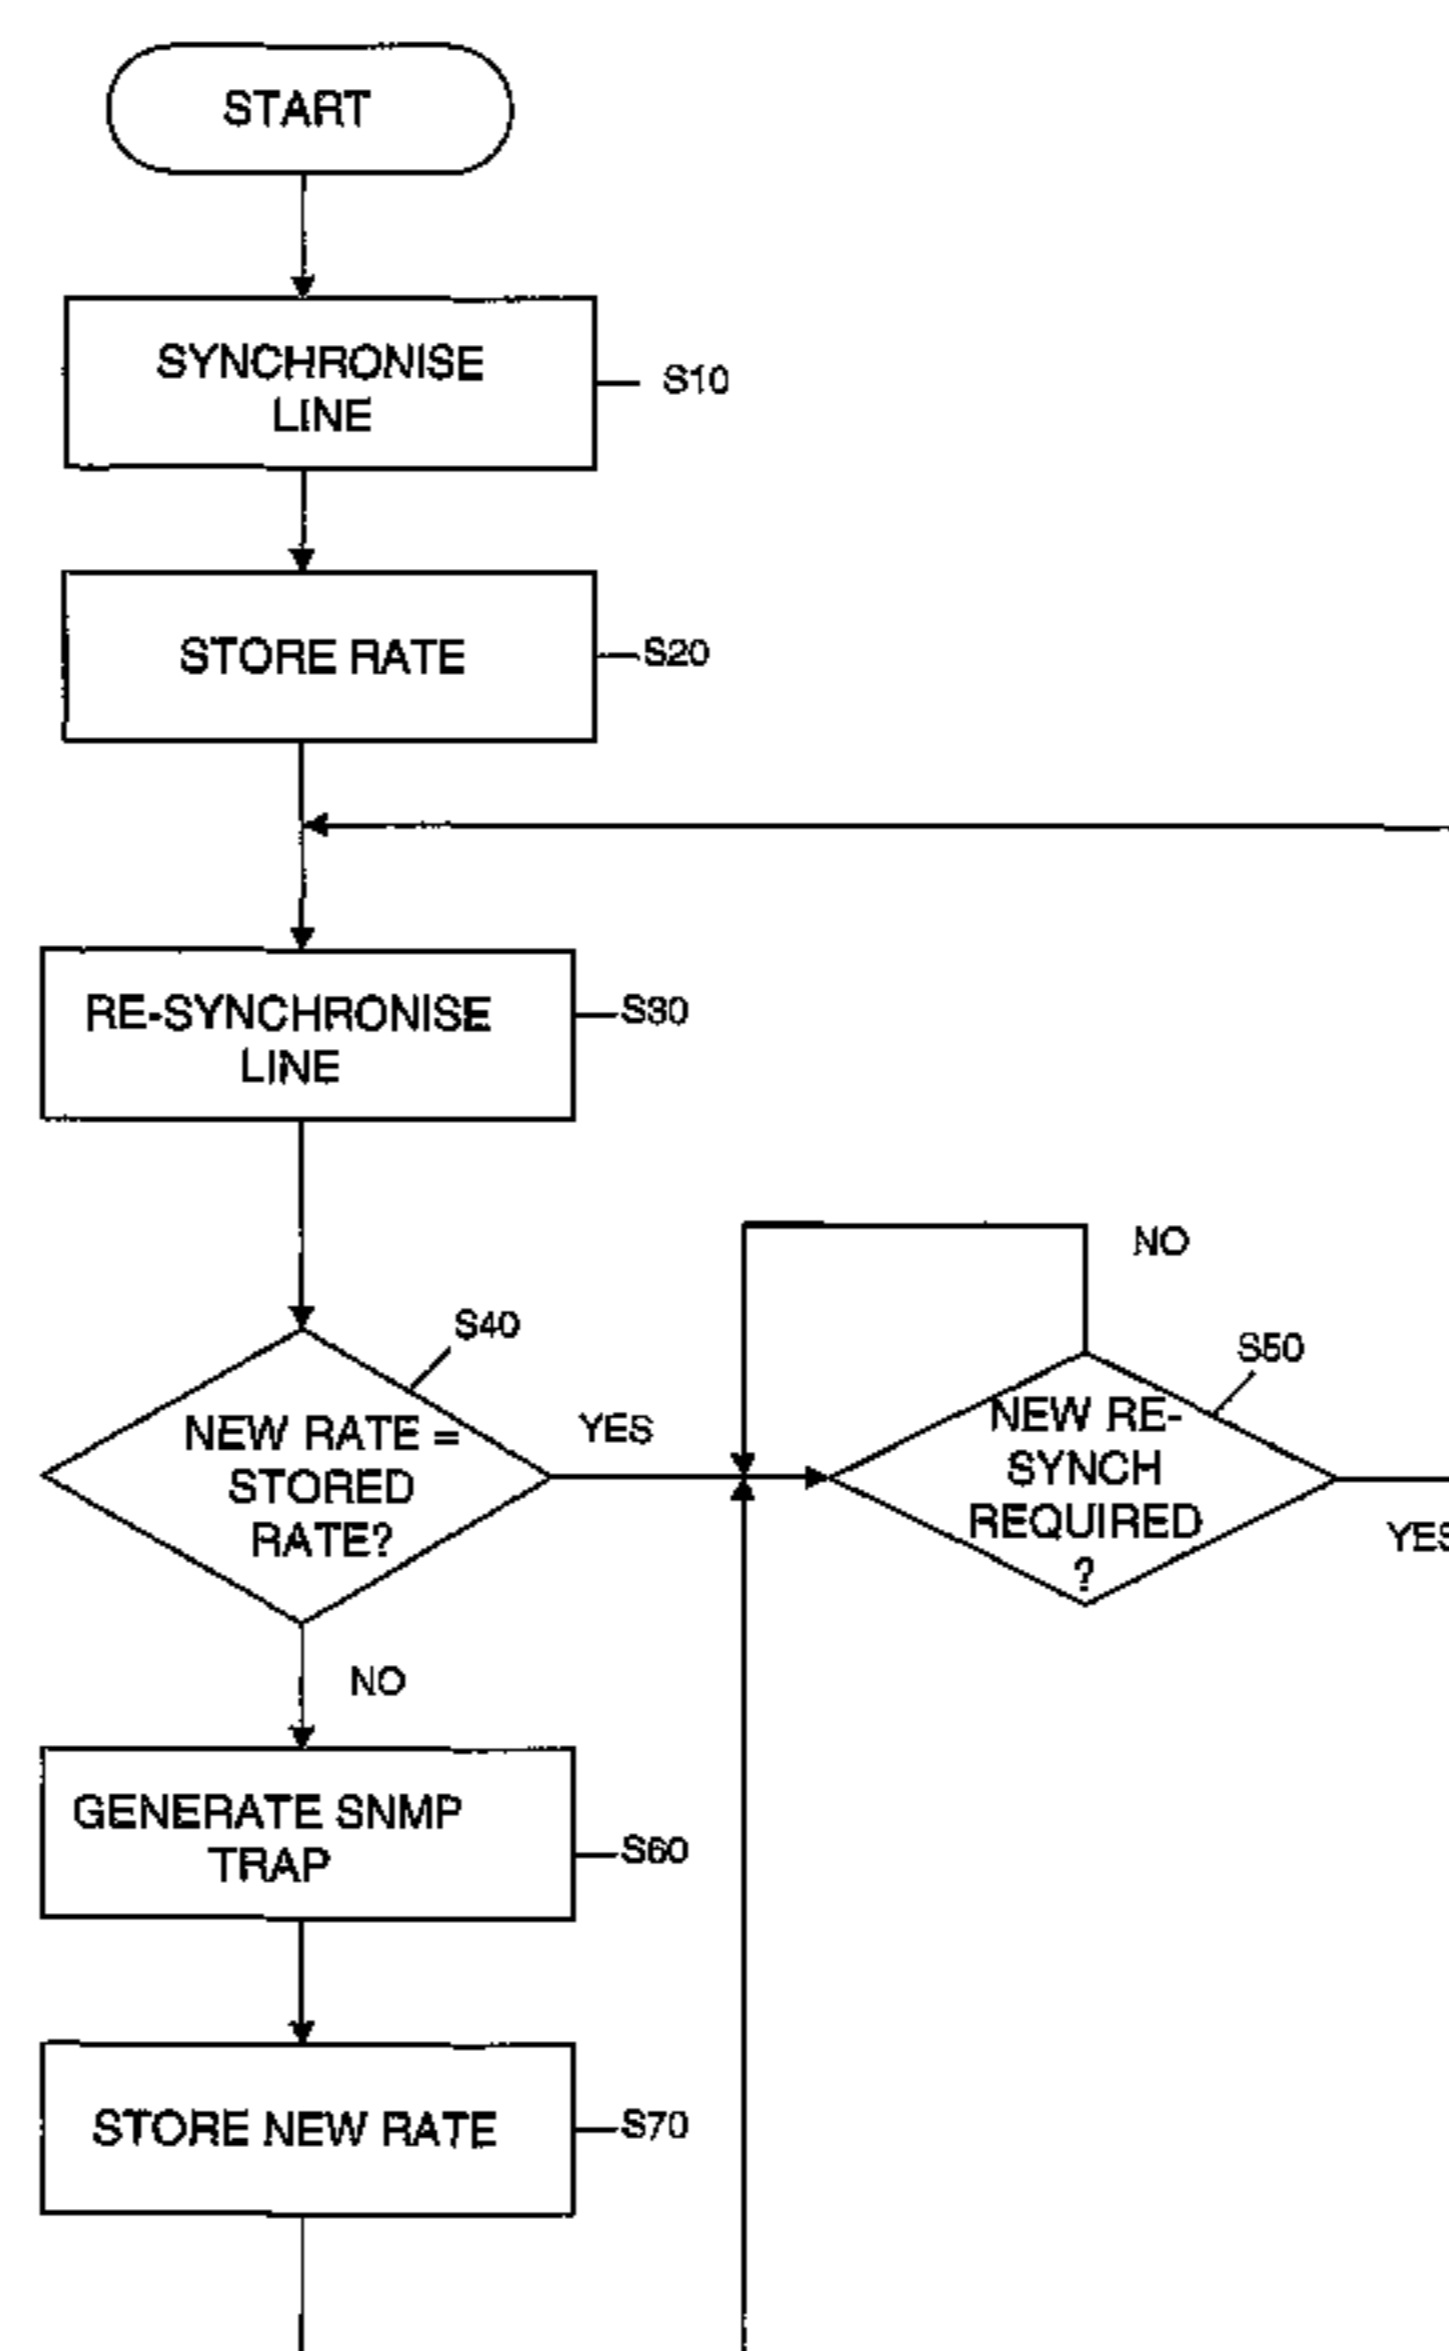 START
SYNCHRONISE
LINE
S10
STORE RATE
S20
RE-SYNCHRONISE
LINE
S30
NO
S40
S50
NEW RATE =
STORED
RATE?
YES
NEW RE-
SYNCH
REQUIRED
?
YES
NO
GENERATE SNMP
TRAP
S60
STORE NEW RATE
S70